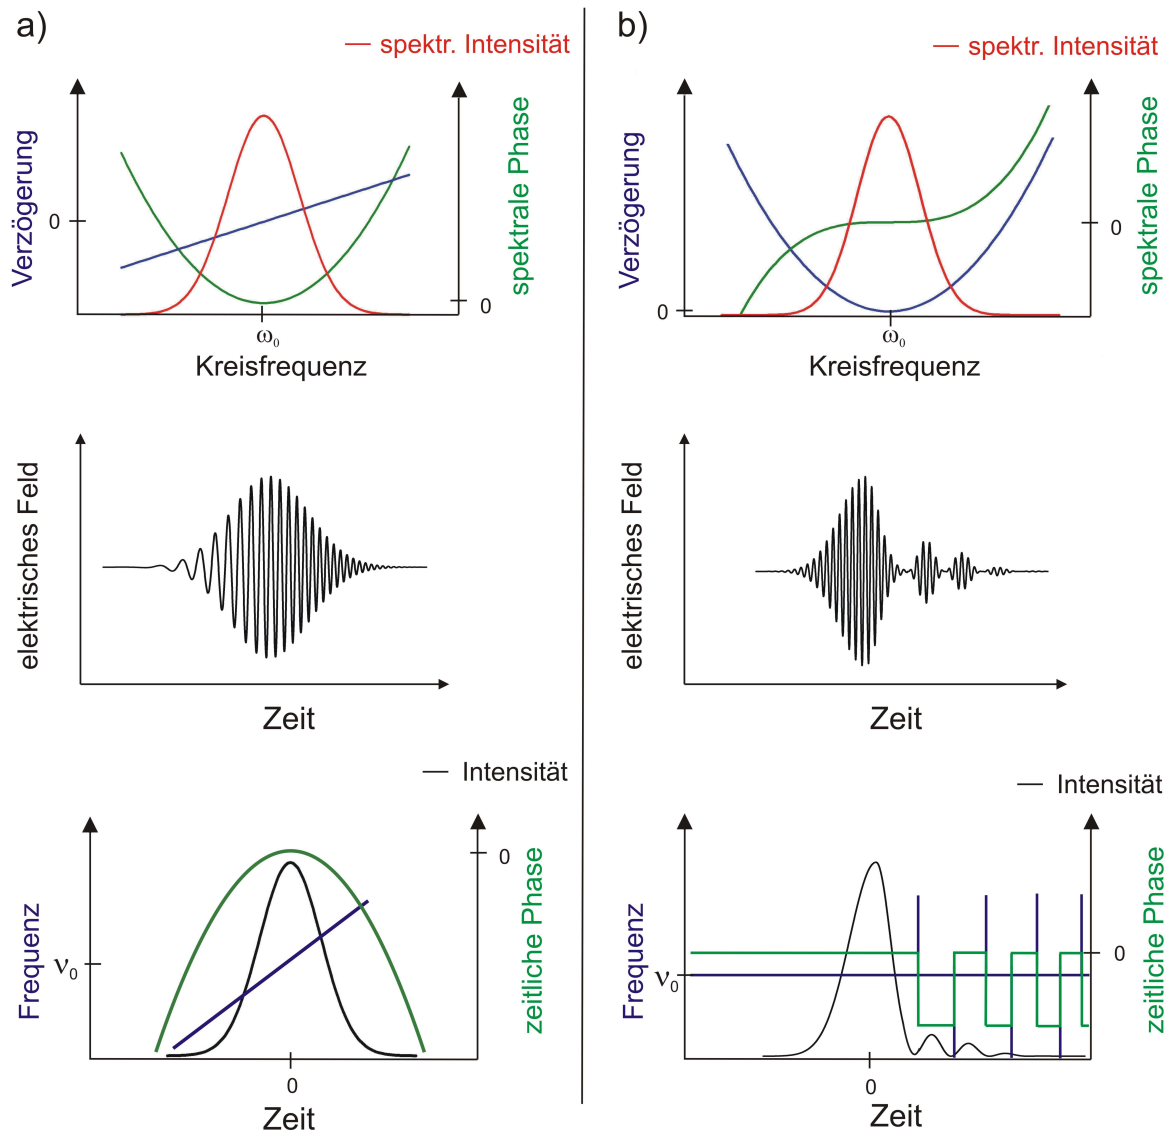 a)
— spektr. Intensität
Verzögerung
0
spektrale Phase
0
ω₀
Kreisfrequenz
elektrisches Feld
Zeit
— Intensität
Frequenz
ν₀
zeitliche Phase
0
0
Zeit
b)
— spektr. Intensität
Verzögerung
0
spektrale Phase
0
ω₀
Kreisfrequenz
elektrisches Feld
Zeit
— Intensität
Frequenz
ν₀
zeitliche Phase
0
0
Zeit